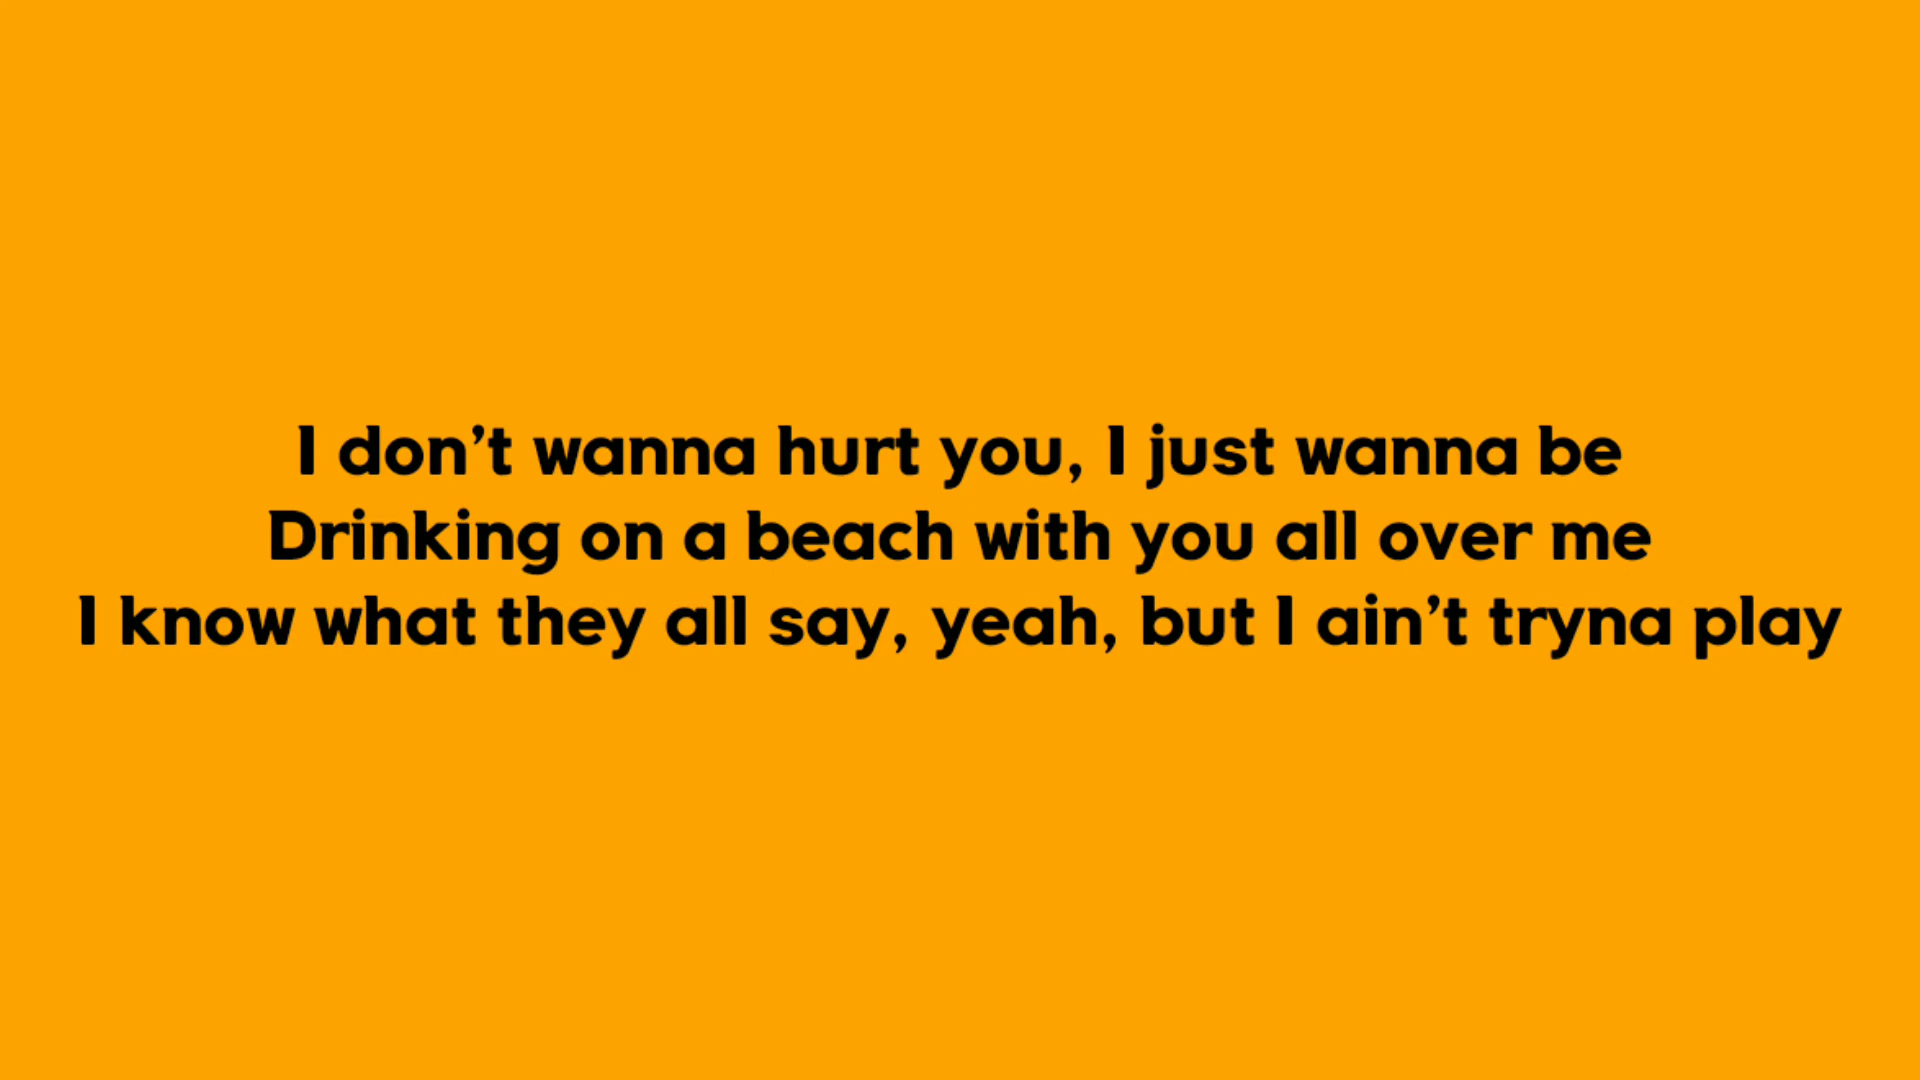 I don’t wanna hurt you, I just wanna be
Drinking on a beach with you all over me
I know what they all say, yeah, but I ain’t tryna play